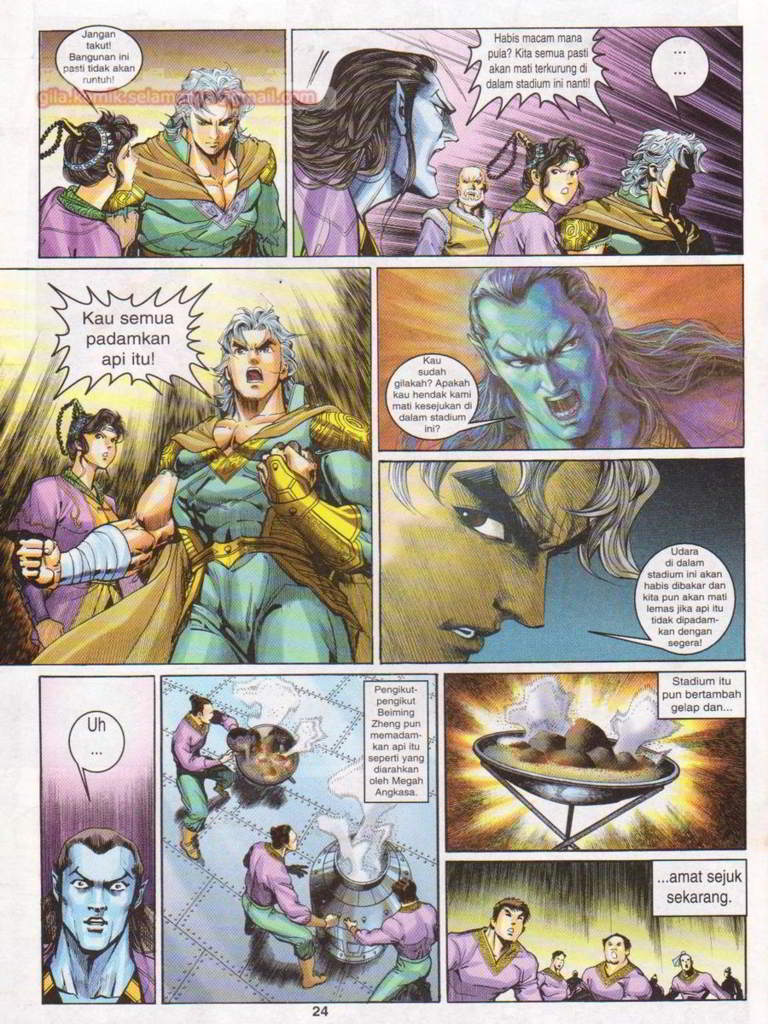 Jangan
takut!
Bangunan ini
pasti tidak akan
runtuh!
Habis macam mana
pula? Kita semua pasti
akan mati terkurung di
dalam stadium ini nanti!
...
...
Kau semua
padamkan
api itu!
Kau
sudah
gilakah? Apakah
kau hendak kami
mati kesejukan di
dalam stadium
ini?
Udara
di dalam
stadium ini akan
habis dibakar dan
kita pun akan mati
lemas jika api itu
tidak dipadam-
kan dengan
segera!
Uh
...
Pengikut-
pengikut
Beiming
Zheng pun
memadam-
kan api itu
seperti yang
diarahkan
oleh Megah
Angkasa.
Stadium itu
pun bertambah
gelap dan...
...amat sejuk
sekarang.
24